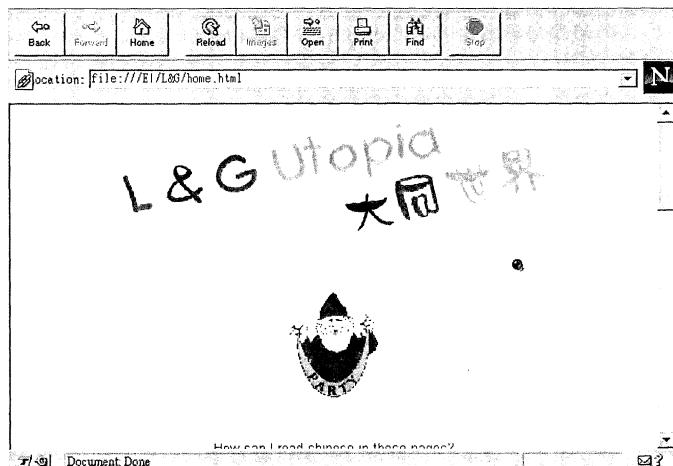 Back Forward Home Reload Images Open Print Find Stop
ocation: file:///E|/L&G/home.html
N
L & G Utopia
大同世界
PARTY
How can I read chinese in these pages?
Document: Done